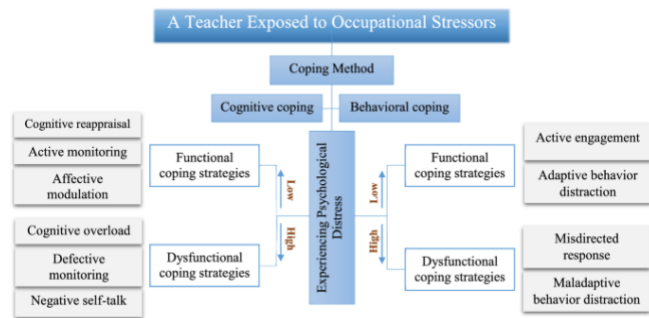 A Teacher Exposed to Occupational Stressors
Coping Method
Cognitive coping
Behavioral coping
Cognitive reappraisal
Active monitoring
Affective
modulation
Functional
coping strategies
Low
High
Experiencing Psychological
Distress
Low
High
Functional
coping strategies
Active engagement
Adaptive behavior
distraction
Cognitive overload
Defective
monitoring
Negative self-talk
Dysfunctional
coping strategies
Dysfunctional
coping strategies
Misdirected
response
Maladaptive
behavior distraction